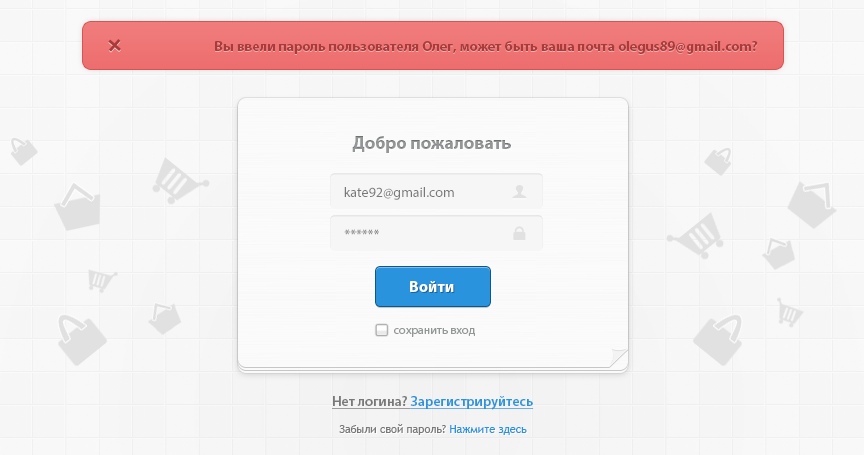 Вы ввели пароль пользователя Олег, может быть ваша почта olegus89@gmail.com?
Добро пожаловать
kate92@gmail.com
******
Войти
сохранить вход
Нет логина? Зарегистрируйтесь
Забыли свой пароль? Нажмите здесь